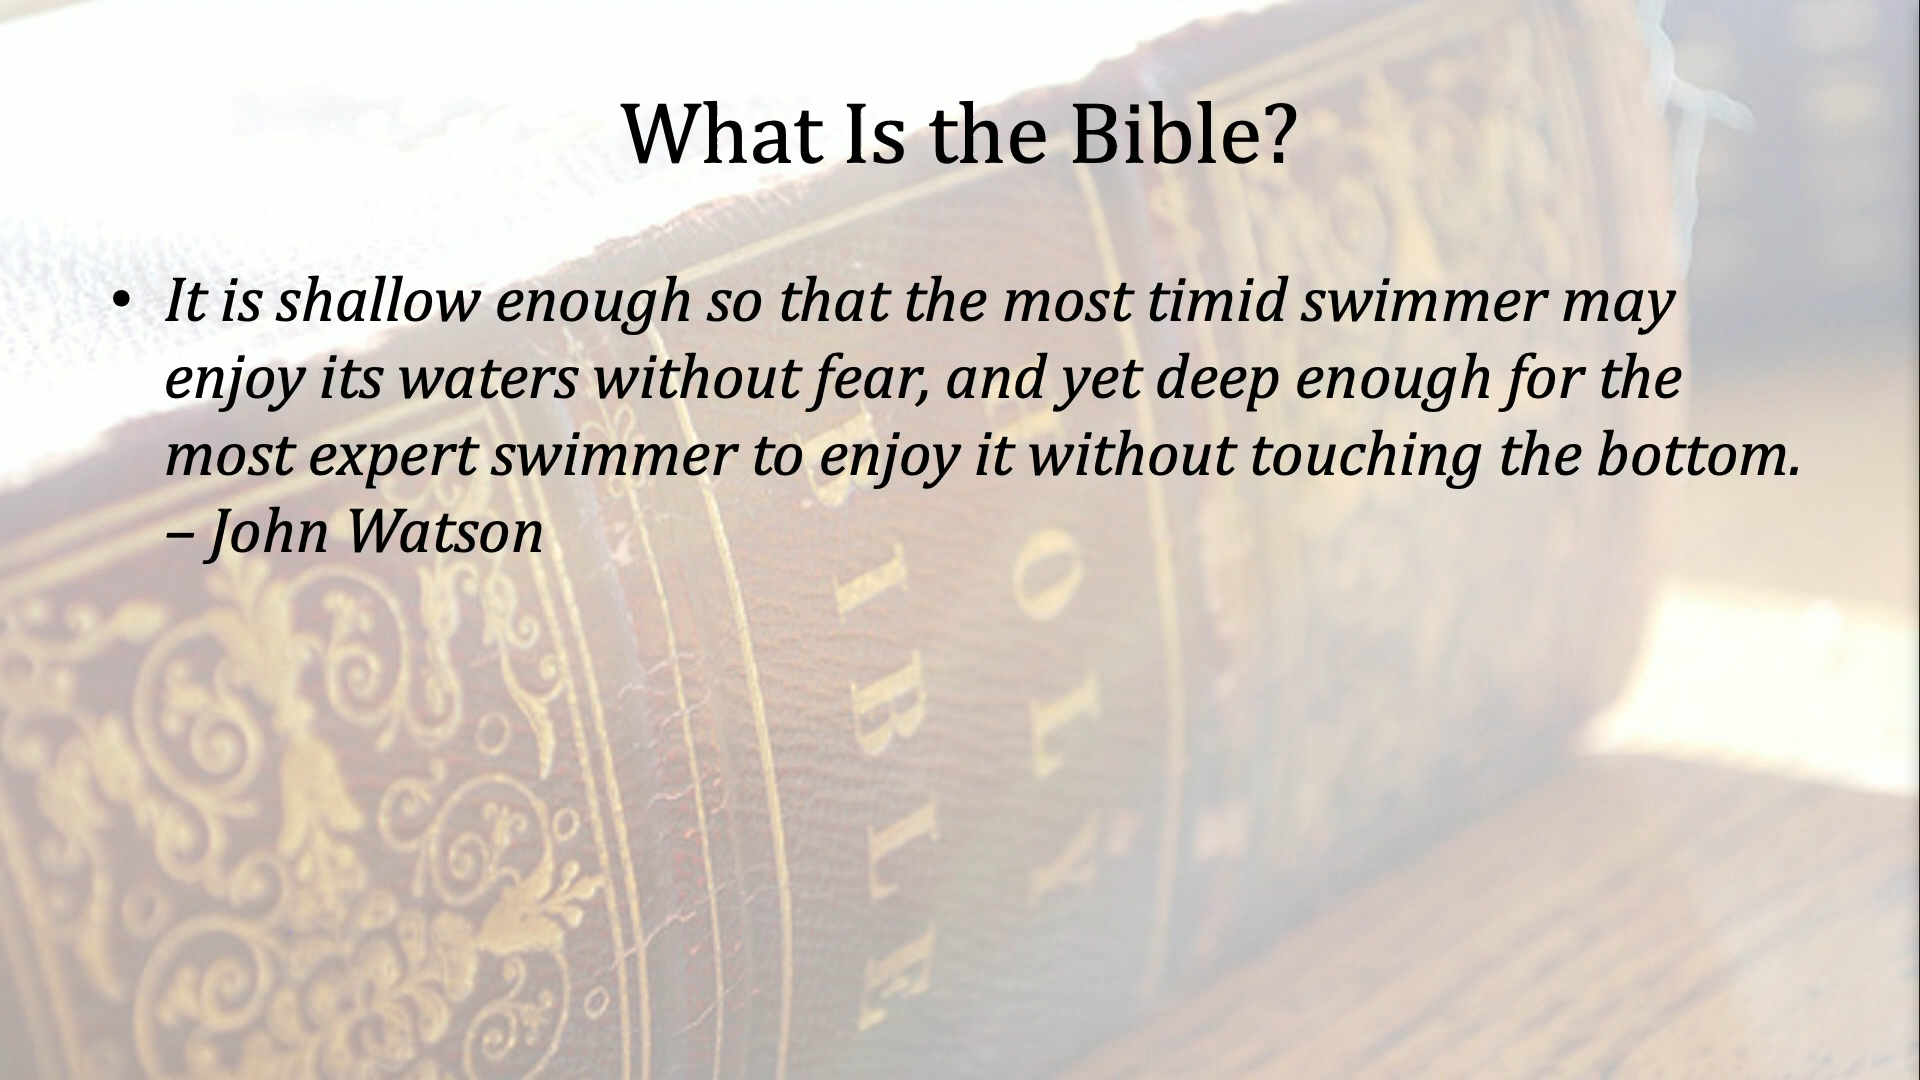 What Is the Bible?
• It is shallow enough so that the most timid swimmer may
enjoy its waters without fear, and yet deep enough for the
most expert swimmer to enjoy it without touching the bottom.
– John Watson
HOLY
BIBLE